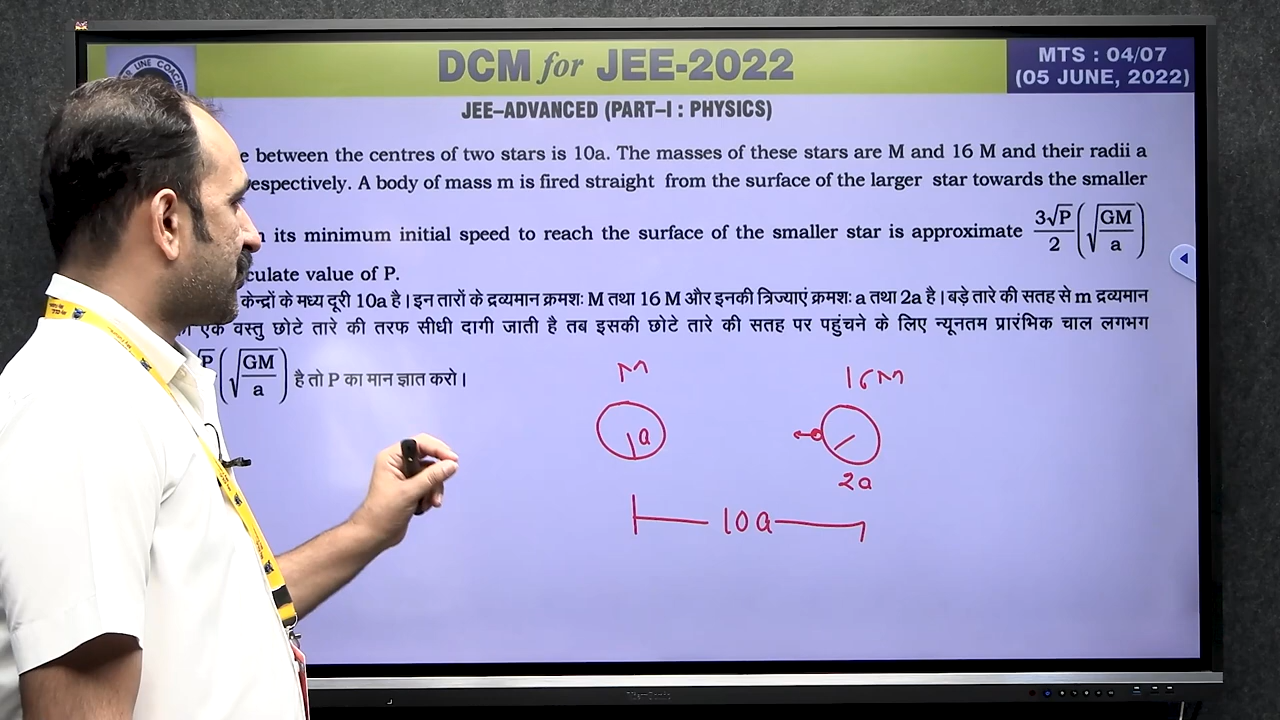 DCM for JEE-2022
MTS : 04/07
(05 JUNE, 2022)
JEE–ADVANCED (PART–I : PHYSICS)
between the centres of two stars is 10a. The masses of these stars are M and 16 M and their radii a
espectively. A body of mass m is fired straight from the surface of the larger star towards the smaller
its minimum initial speed to reach the surface of the smaller star is approximate 3√P/2 (√GM/a)
culate value of P.
केन्द्रों के मध्य दूरी 10a है। इन तारों के द्रव्यमान क्रमशः M तथा 16 M और इनकी त्रिज्याएं क्रमशः a तथा 2a है। बड़े तारे की सतह से m द्रव्यमान
एक वस्तु छोटे तारे की तरफ सीधी दागी जाती है तब इसकी छोटे तारे की सतह पर पहुंचने के लिए न्यूनतम प्रारंभिक चाल लगभग
√P (√GM/a) है तो P का मान ज्ञात करो।
M
16M
a
2a
10a